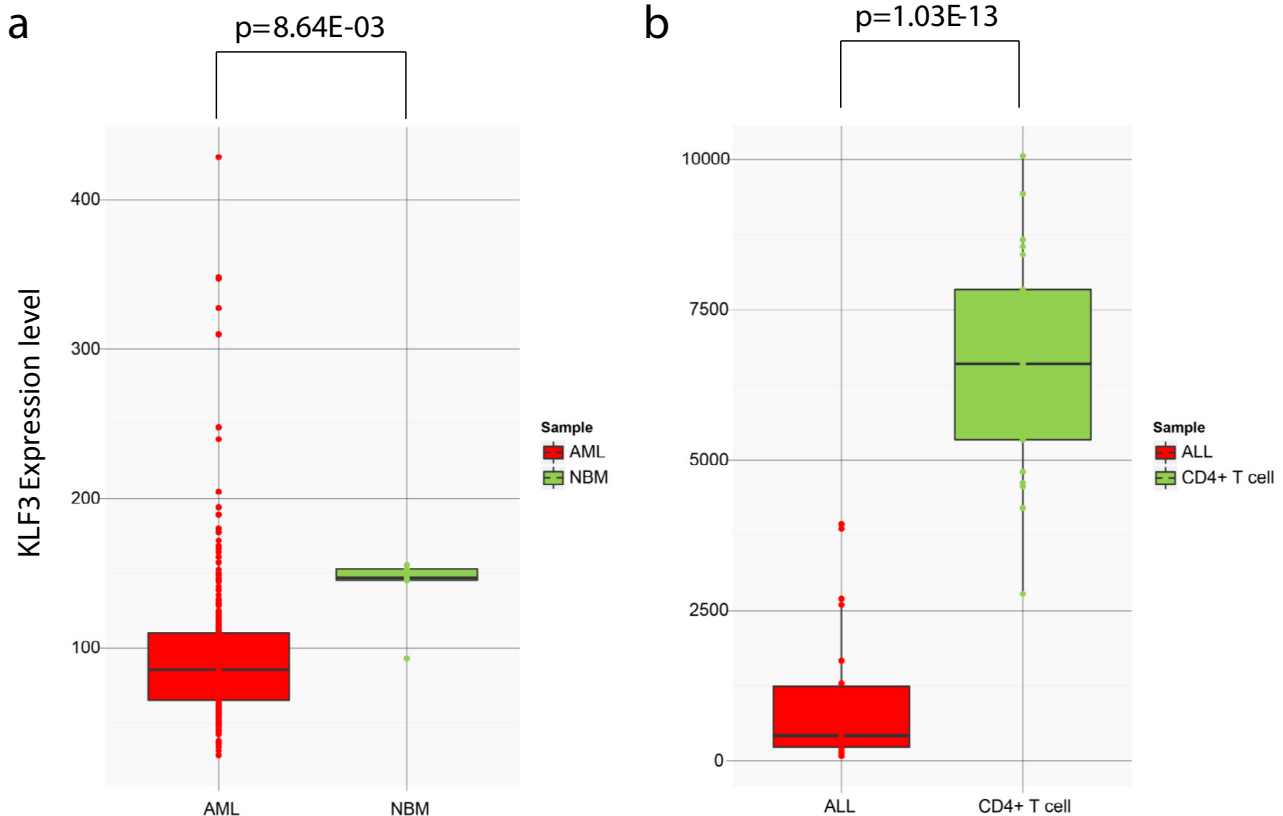 a
p=8.64E-03
KLF3 Expression level
400
300
200
100
AML
NBM
Sample
AML
NBM
b
p=1.03E-13
10000
7500
5000
2500
0
ALL
CD4+ T cell
Sample
ALL
CD4+ T cell